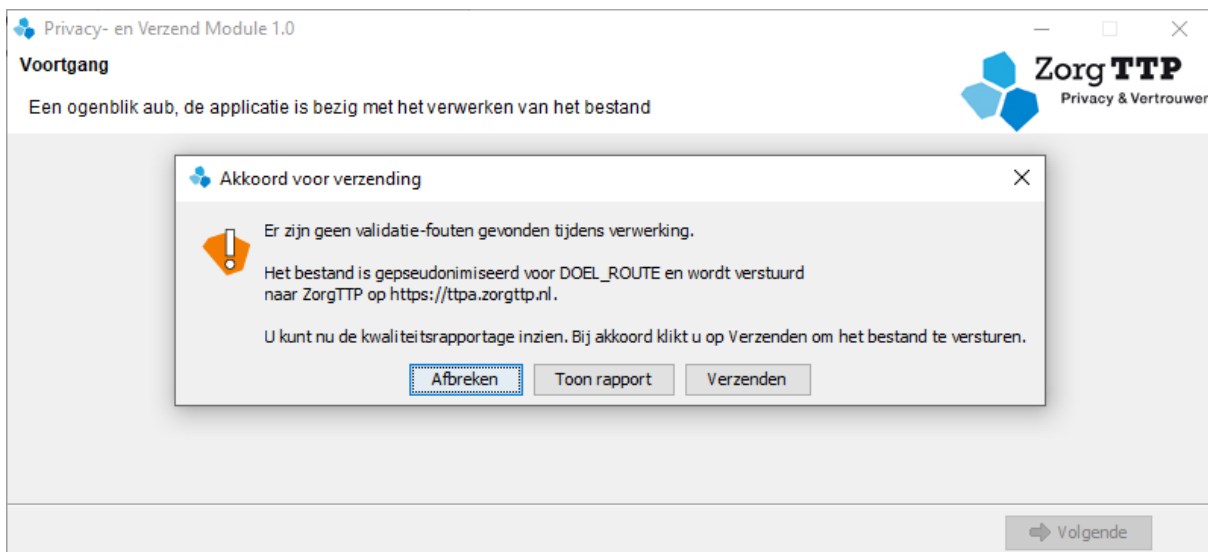 Privacy- en Verzend Module 1.0
Voortgang
Een ogenblik aub, de applicatie is bezig met het verwerken van het bestand
Zorg TTP
Privacy & Vertrouwen
Akkoord voor verzending
Er zijn geen validatie-fouten gevonden tijdens verwerking.
Het bestand is gepseudonimiseerd voor DOEL_ROUTE en wordt verstuurd
naar ZorgTTP op https://ttpa.zorgttp.nl.
U kunt nu de kwaliteitsrapportage inzien. Bij akkoord klikt u op Verzenden om het bestand te versturen.
Afbreken
Toon rapport
Verzenden
Volgende